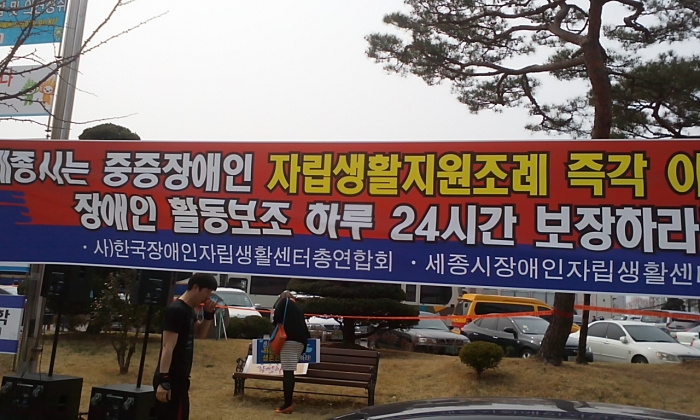 세종시는 중증장애인 자립생활지원조례 즉각 이
장애인 활동보조 하루 24시간 보장하라
· 사)한국장애인자립생활센터총연합회 · 세종시장애인자립생활센